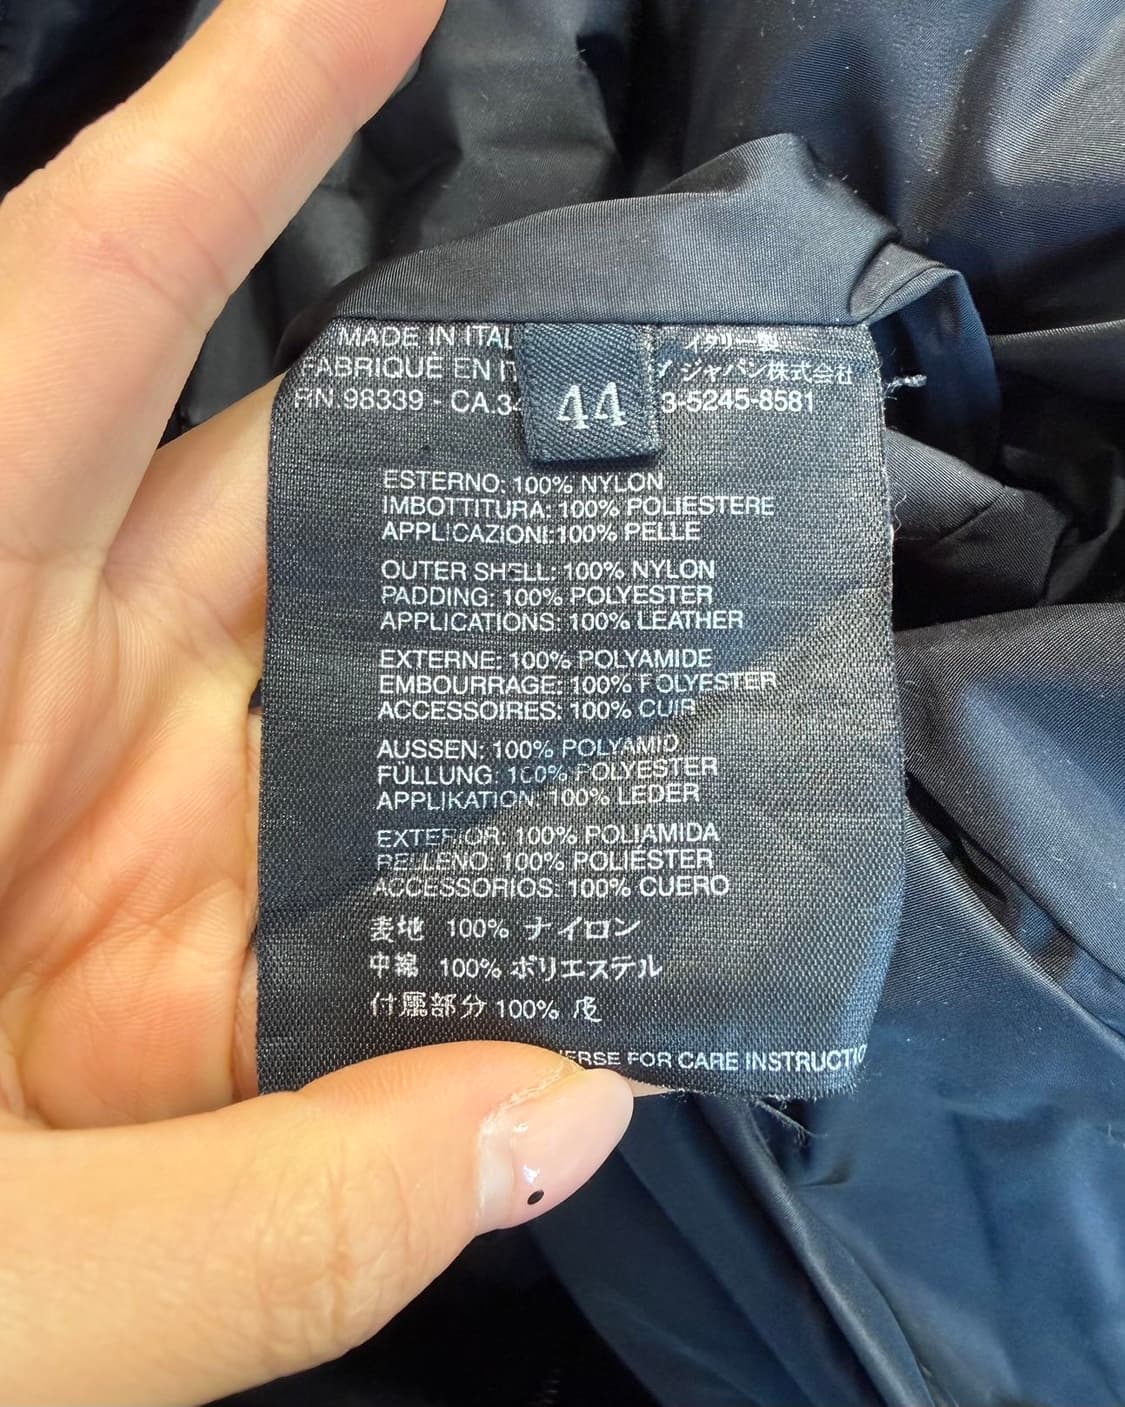 MADE IN ITAL
イタリー製
FABRIQUÉ EN IT
ジャパン株式会社
RN.98339 - CA.34
3-5245-8581
44
ESTERNO: 100% NYLON
IMBOTTITURA: 100% POLIESTERE
APPLICAZIONI:100% PELLE
OUTER SHELL: 100% NYLON
PADDING: 100% POLYESTER
APPLICATIONS: 100% LEATHER
EXTERNE: 100% POLYAMIDE
EMBOURRAGE: 100% POLYESTER
ACCESSOIRES: 100% CUIR
AUSSEN: 100% POLYAMID
FÜLLUNG: 100% POLYESTER
APPLIKATION: 100% LEDER
EXTERIOR: 100% POLIAMIDA
RELLENO: 100% POLIÉSTER
ACCESSORIOS: 100% CUERO
表地 100% ナイロン
中綿 100% ポリエステル
付属部分 100% 皮
ERSE FOR CARE INSTRUCTIO